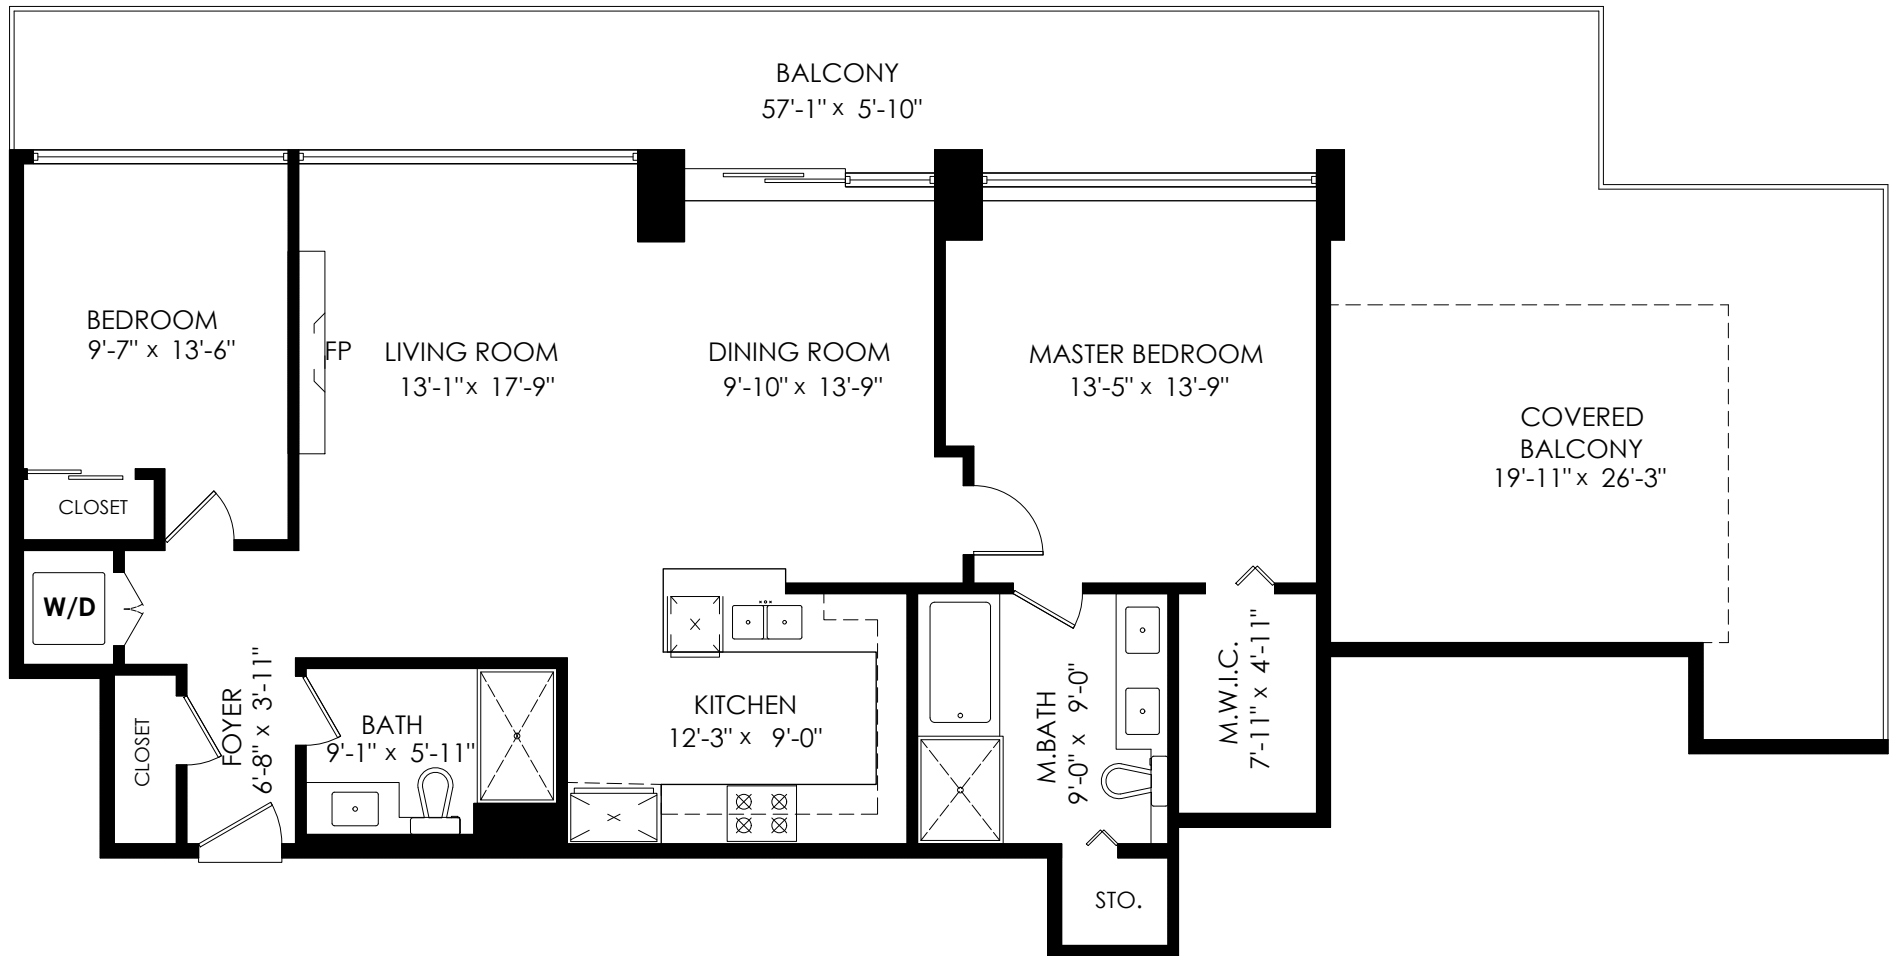 BALCONY
57'-1" x 5'-10"
BEDROOM
9'-7" x 13'-6"
FP
LIVING ROOM
13'-1" x 17'-9"
DINING ROOM
9'-10" x 13'-9"
MASTER BEDROOM
13'-5" x 13'-9"
COVERED
BALCONY
19'-11" x 26'-3"
CLOSET
W/D
CLOSET
FOYER
6'-8" x 3'-11"
BATH
9'-1" x 5'-11"
KITCHEN
12'-3" x 9'-0"
M.BATH
9'-0" x 9'-0"
M.W.I.C.
7'-11" x 4'-11"
STO.